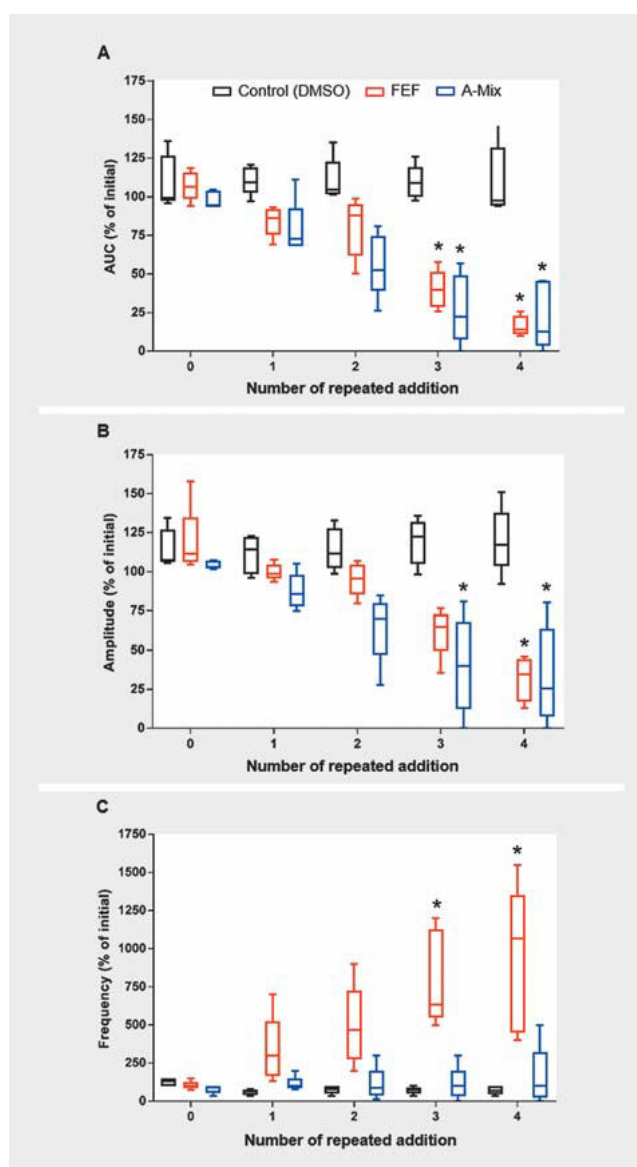 A
175
150
125
100
75
50
25
0
AUC (% of initial)
Control (DMSO) FEF A-Mix
* * * *
0 1 2 3 4
Number of repeated addition
B
175
150
125
100
75
50
25
0
Amplitude (% of initial)
* * *
0 1 2 3 4
Number of repeated addition
C
1750
1500
1250
1000
750
500
250
0
Frequency (% of initial)
* *
0 1 2 3 4
Number of repeated addition